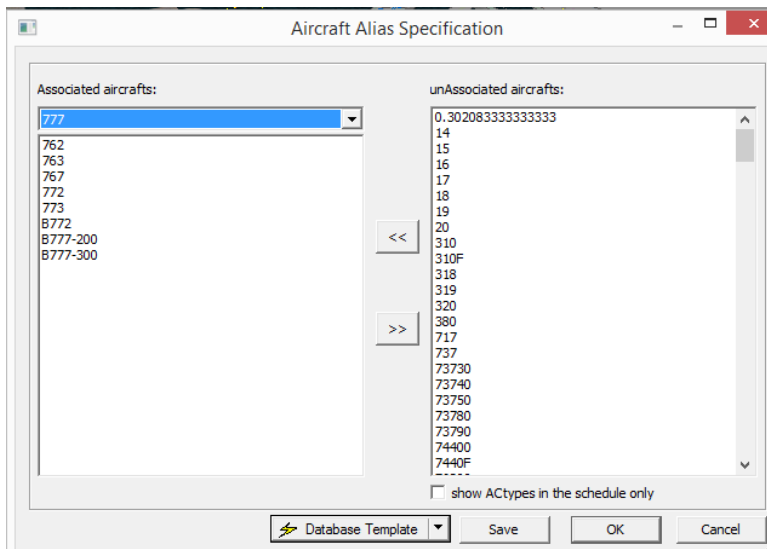 Aircraft Alias Specification
Associated aircrafts:
777
762
763
767
772
773
B772
B777-200
B777-300
<<
>>
unAssociated aircrafts:
0.302083333333333
14
15
16
17
18
19
20
310
310F
318
319
320
380
717
737
73730
73740
73750
73780
73790
74400
7440F
show ACtypes in the schedule only
Database Template
Save
OK
Cancel